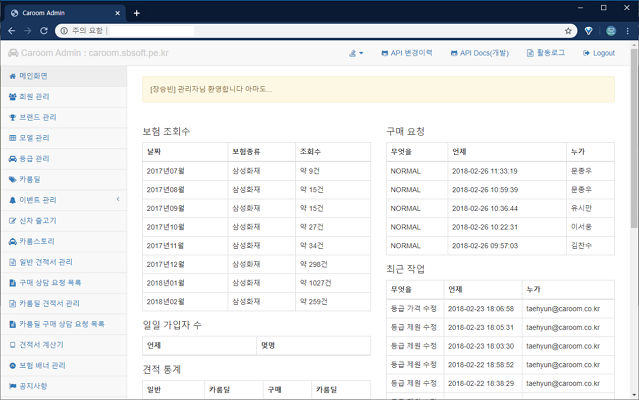 Caroom Admin
주의 요함
Caroom Admin : caroom.sbsoft.pe.kr
API 변경이력
API Docs(개발)
활동로그
Logout
메인화면
회원 관리
브랜드 관리
모델 관리
등급 관리
카룸딜
이벤트 관리
신차 출고기
카룸스토리
일반 견적서 관리
구매 상담 요청 목록
카룸딜 견적서 관리
카룸딜 구매 상담 요청 목록
견적서 계산기
보험 배너 관리
공지사항
[장승빈] 관리자님 환영합니다 아마도...
보험 조회수
날짜 보험종류 조회수
2017년07월 삼성화재 약 9건
2017년08월 삼성화재 약 15건
2017년09월 삼성화재 약 15건
2017년10월 삼성화재 약 27건
2017년11월 삼성화재 약 34건
2017년12월 삼성화재 약 298건
2018년01월 삼성화재 약 1027건
2018년02월 삼성화재 약 259건
일일 가입자 수
언제 몇명
견적 통계
일반 카룸딜 구매 카룸딜
구매 요청
무엇을 언제 누가
NORMAL 2018-02-26 11:33:19 문종우
NORMAL 2018-02-26 10:59:39 문종우
NORMAL 2018-02-26 10:36:44 유시만
NORMAL 2018-02-26 10:22:31 이서용
NORMAL 2018-02-26 09:57:03 김찬수
최근 작업
무엇을 언제 누가
등급 가격 수정 2018-02-23 18:06:58 taehyun@caroom.co.kr
등급 제원 수정 2018-02-23 18:05:31 taehyun@caroom.co.kr
등급 제원 수정 2018-02-23 18:03:30 taehyun@caroom.co.kr
등급 제원 수정 2018-02-22 18:58:52 taehyun@caroom.co.kr
등급 제원 수정 2018-02-22 18:38:29 taehyun@caroom.co.kr